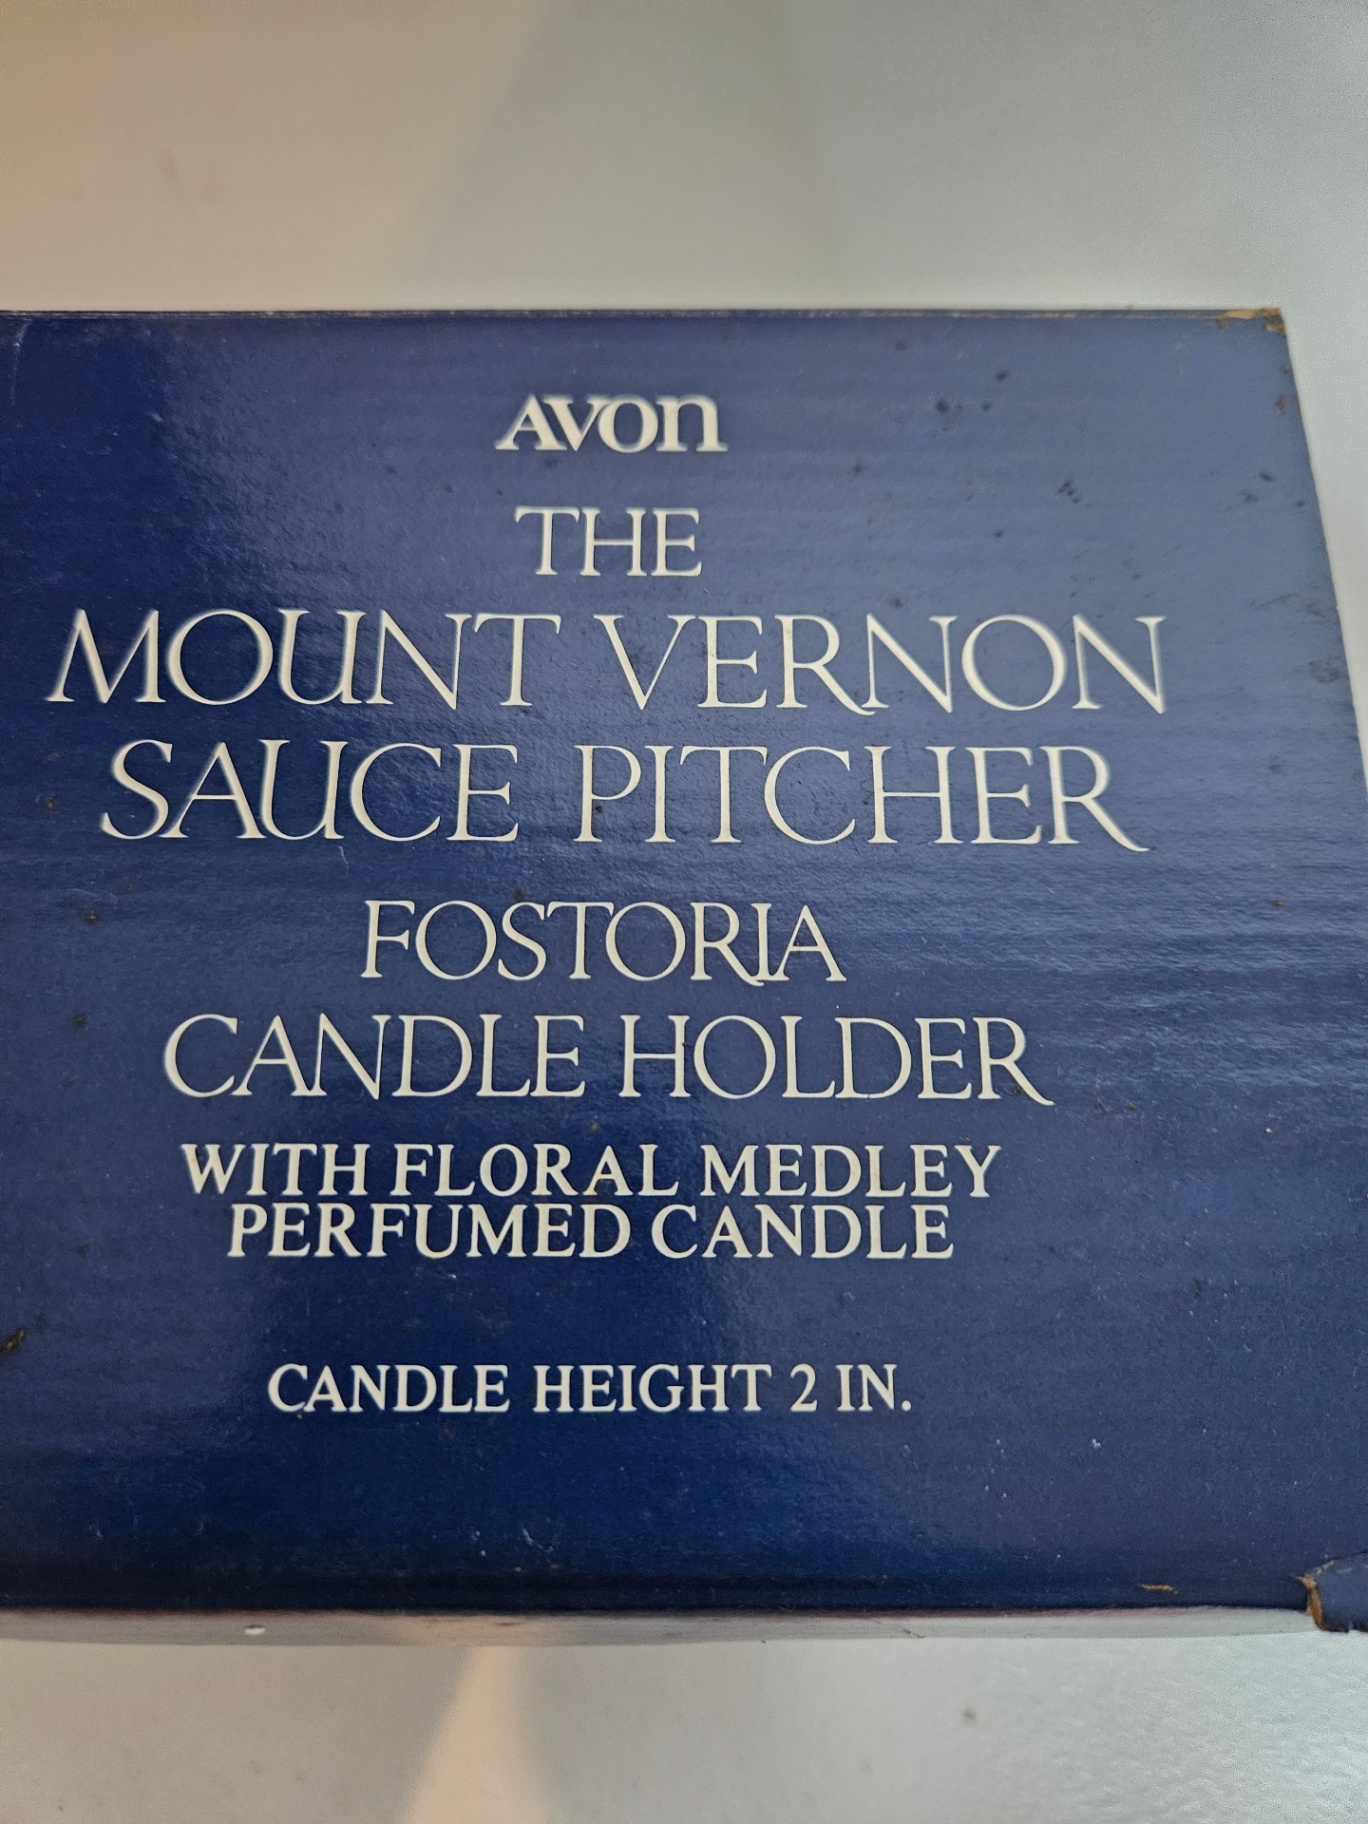 AVON
THE
MOUNT VERNON
SAUCE PITCHER
FOSTORIA
CANDLE HOLDER
WITH FLORAL MEDLEY
PERFUMED CANDLE
CANDLE HEIGHT 2 IN.